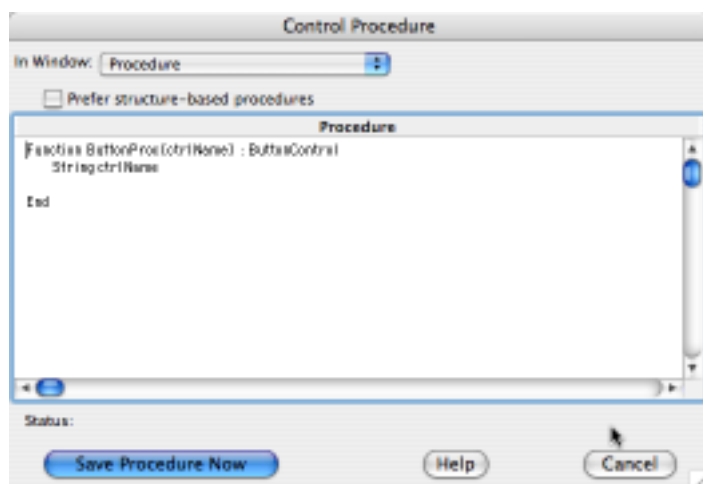 Control Procedure
In Window: Procedure
Prefer structure-based procedures
Procedure
Function ButtonProc(ctrlName) : ButtonControl
String ctrlName
End
Status:
Save Procedure Now Help Cancel